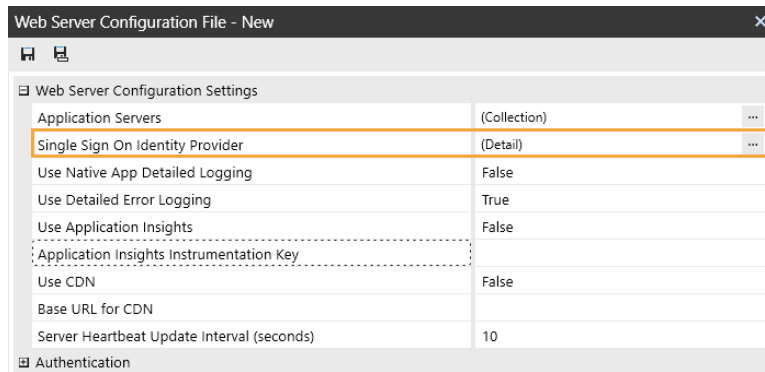 Web Server Configuration File - New
Web Server Configuration Settings
Application Servers (Collection) ...
Single Sign On Identity Provider (Detail) ...
Use Native App Detailed Logging False
Use Detailed Error Logging True
Use Application Insights False
Application Insights Instrumentation Key
Use CDN False
Base URL for CDN
Server Heartbeat Update Interval (seconds) 10
Authentication